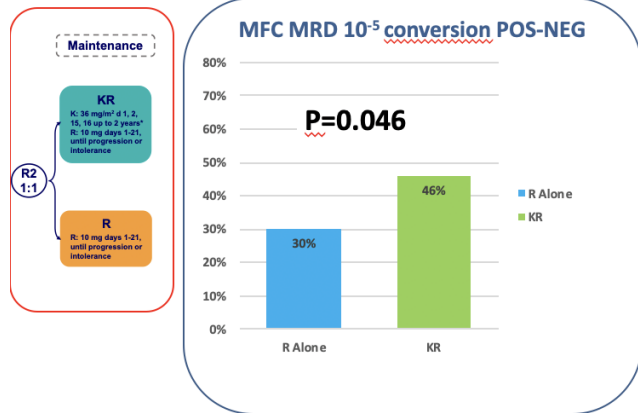 Maintenance
KR
K: 36 mg/m² d 1, 2,
15, 16 up to 2 years*
R: 10 mg days 1-21,
until progression or
intolerance
R2
1:1
R
R: 10 mg days 1-21,
until progression or
intolerance
MFC MRD 10⁻⁵ conversion POS-NEG
80%
70%
60%
50%
40%
30%
20%
10%
0%
P=0.046
30%
46%
R Alone
KR
R Alone
KR